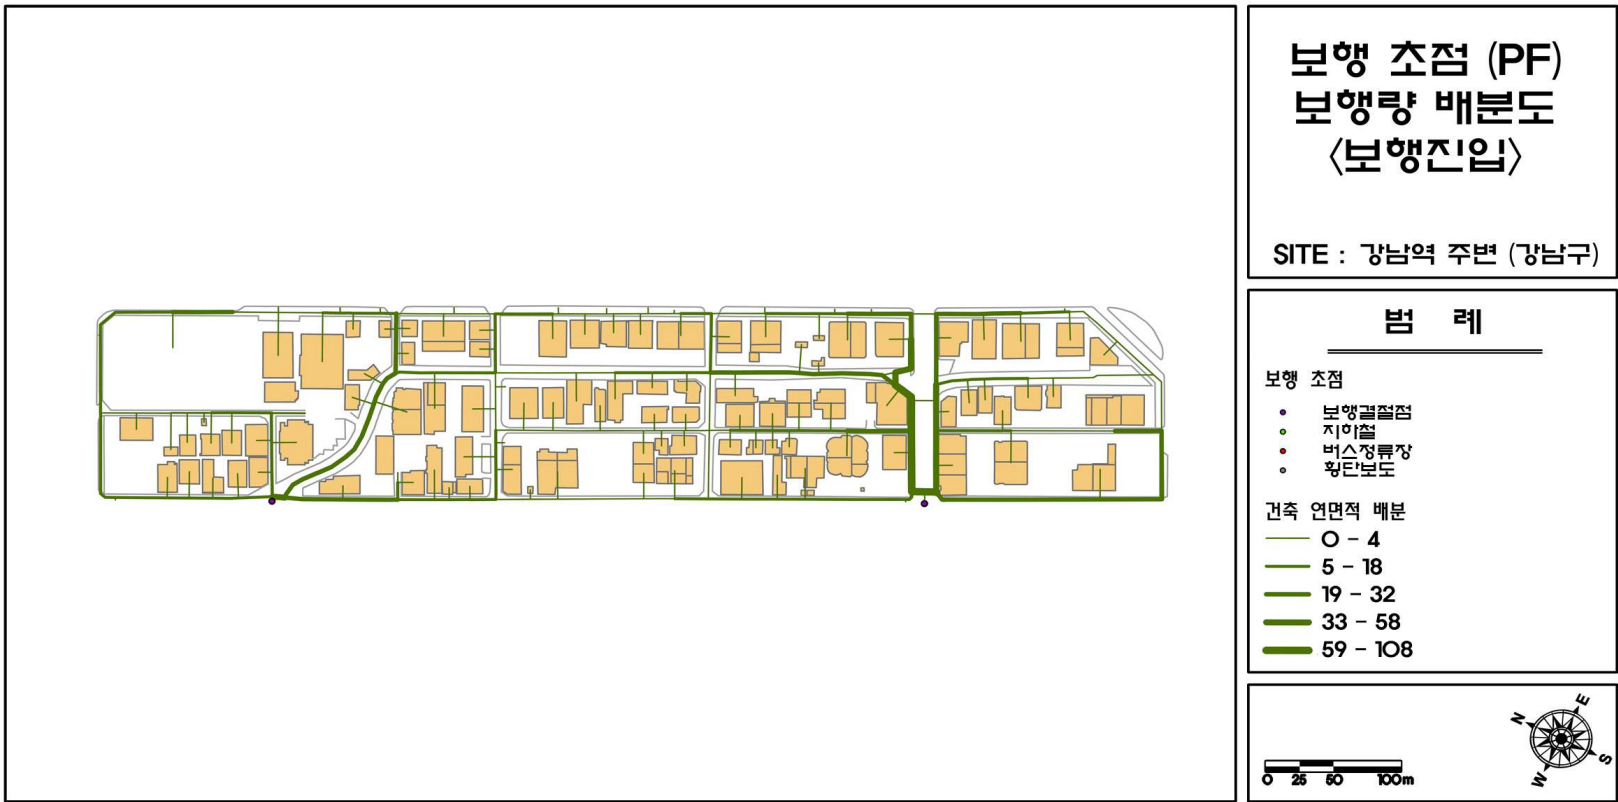 보행 초점 (PF)
보행량 배분도
<보행진입>
SITE : 강남역 주변 (강남구)
범 례
보행 초점
보행결절점
지하철
버스정류장
횡단보도
건축 연면적 배분
0 - 4
5 - 18
19 - 32
33 - 58
59 - 108
N E
W S
0 25 50 100m